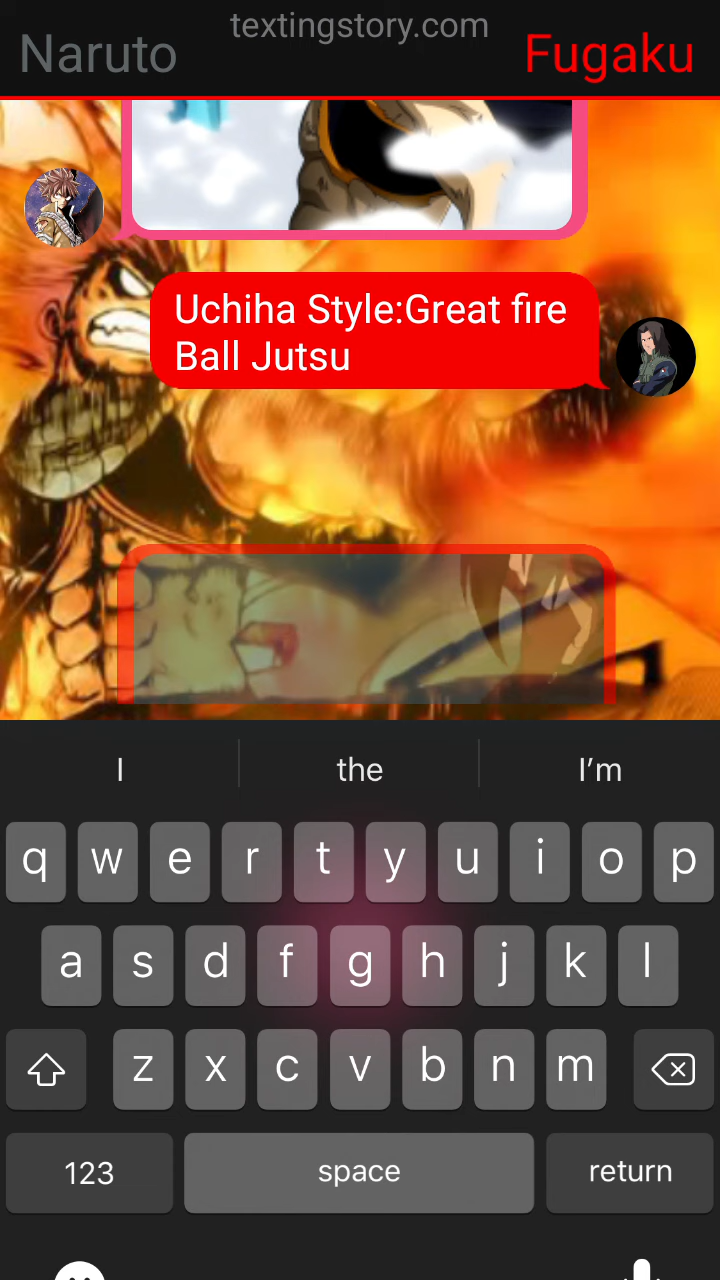 textingstory.com
Naruto
Fugaku
Uchiha Style:Great fire
Ball Jutsu
I
the
I’m
q w e r t y u i o p
a s d f g h j k l
z x c v b n m
123
space
return